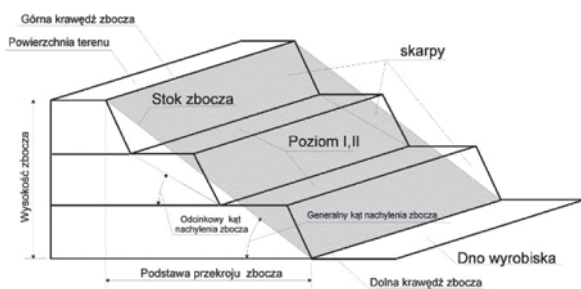 Górna krawędź zbocza
Powierzchnia terenu
skarpy
Stok zbocza
Poziom I,II
Wysokość zbocza
Odcinkowy kąt
nachylenia zbocza
Generalny kąt nachylenia zbocza
Dno wyrobiska
Podstawa przekroju zbocza
Dolna krawędź zbocza